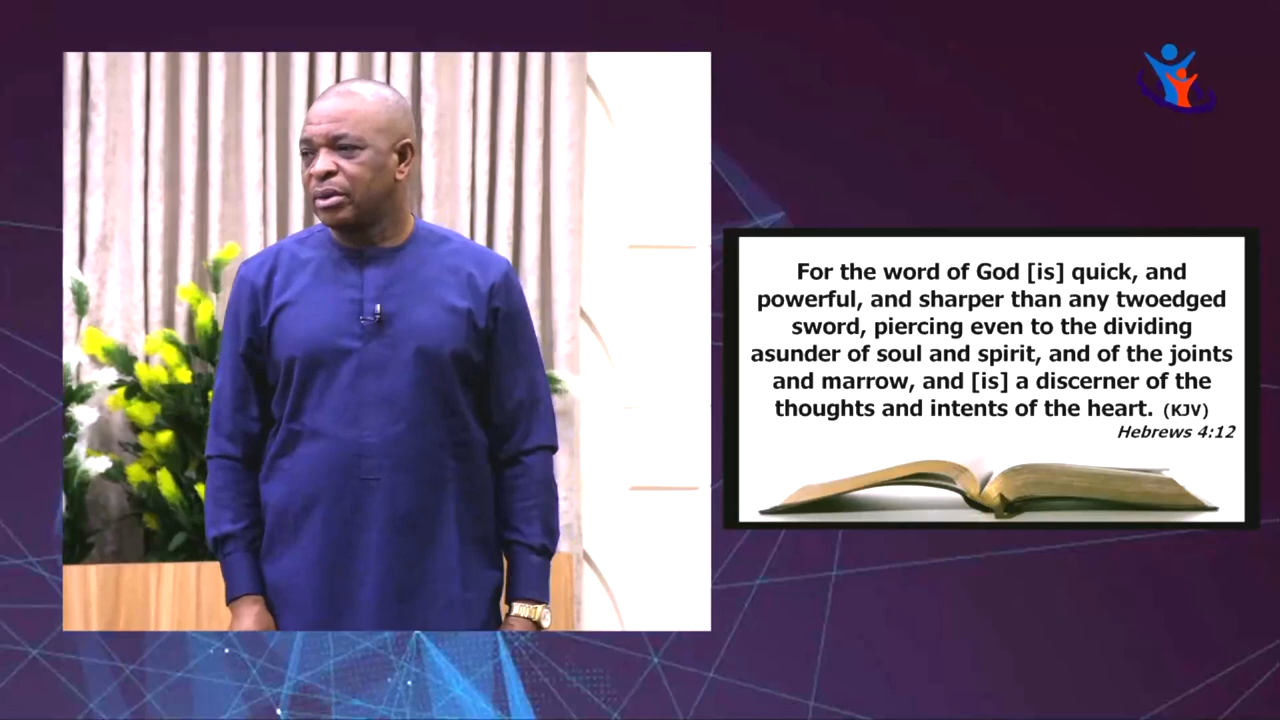 For the word of God [is] quick, and
powerful, and sharper than any twoedged
sword, piercing even to the dividing
asunder of soul and spirit, and of the joints
and marrow, and [is] a discerner of the
thoughts and intents of the heart. (KJV)
Hebrews 4:12